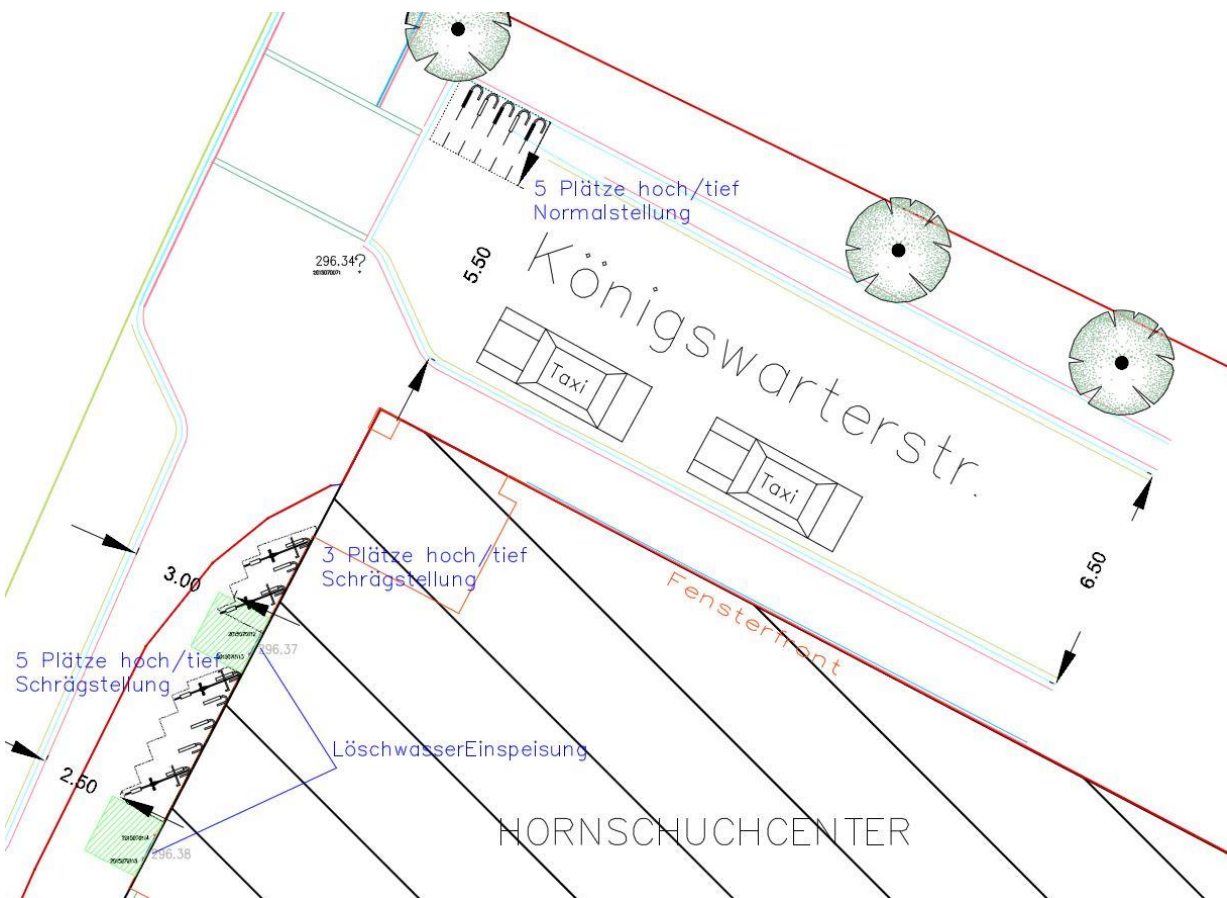 5 Plätze hoch/tief
Normalstellung
296.34?
5.50
Königswarterstr.
Taxi
Taxi
3 Plätze hoch/tief
Schrägstellung
3.00
6.50
Fensterfront
296.37
5 Plätze hoch/tief
Schrägstellung
LöschwasserEinspeisung
2.50
HORNSCHUCHCENTER
296.38